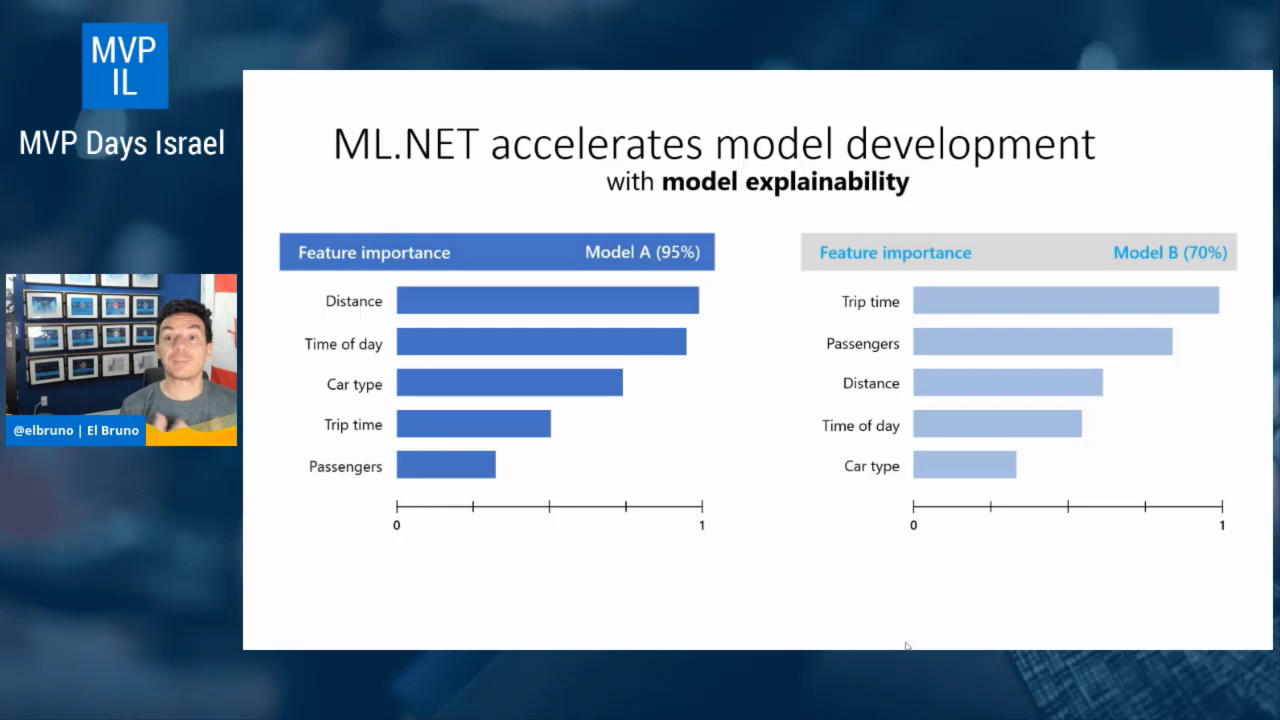 MVP
IL
MVP Days Israel
@elbruno | El Bruno
ML.NET accelerates model development
with model explainability
Feature importance Model A (95%)
Distance
Time of day
Car type
Trip time
Passengers
0 1
Feature importance Model B (70%)
Trip time
Passengers
Distance
Time of day
Car type
0 1